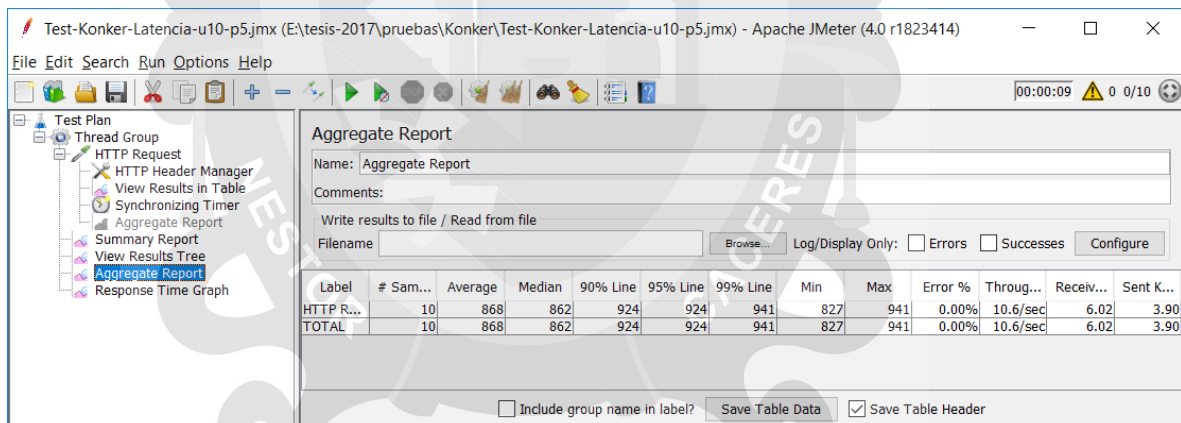 Test-Konker-Latencia-u10-p5.jmx (E:\tesis-2017\pruebas\Konker\Test-Konker-Latencia-u10-p5.jmx) - Apache JMeter (4.0 r1823414)
File Edit Search Run Options Help
00:00:09 0 0/10
Test Plan
Thread Group
HTTP Request
HTTP Header Manager
View Results in Table
Synchronizing Timer
Aggregate Report
Summary Report
View Results Tree
Aggregate Report
Response Time Graph
Aggregate Report
Name: Aggregate Report
Comments:
Write results to file / Read from file
Filename Browse... Log/Display Only: Errors Successes Configure
Label # Sam... Average Median 90% Line 95% Line 99% Line Min Max Error % Throug... Receiv... Sent K...
HTTP R... 10 868 862 924 924 941 827 941 0.00% 10.6/sec 6.02 3.90
TOTAL 10 868 862 924 924 941 827 941 0.00% 10.6/sec 6.02 3.90
Include group name in label? Save Table Data Save Table Header
NESTOR
CACERES